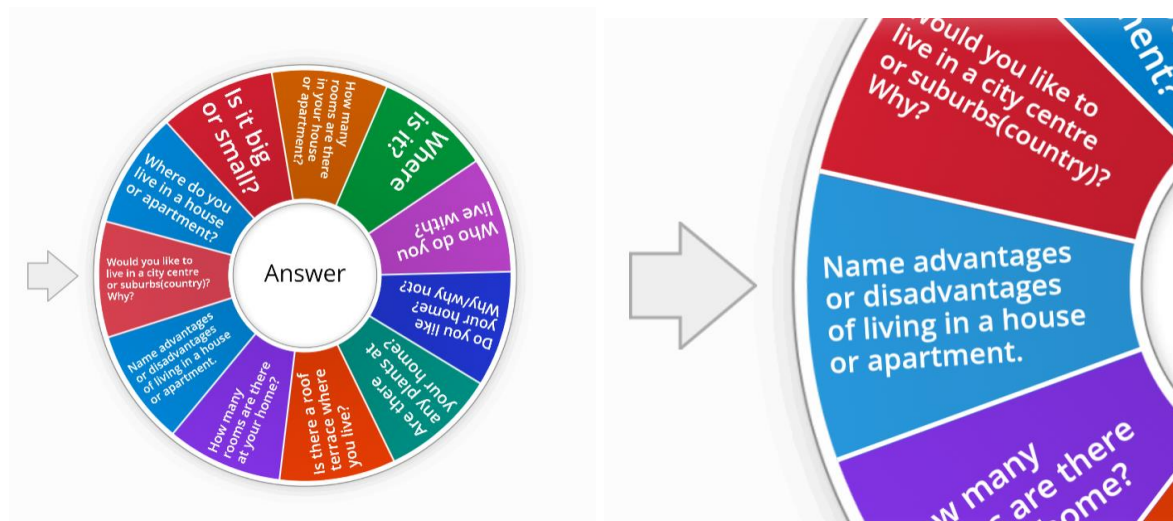 How many
rooms are there
in your house
or apartment?
Where
is it?
Who do you
live with?
Do you like
your home?
Why/why not?
Are there
any plants at
your home?
Is there a roof
terrace where
you live?
How many
rooms are there
at your home?
Name advantages
or disadvantages
of living in a house
or apartment.
Would you like to
live in a city centre
or suburbs(country)?
Why?
Where do you
live in a house
or apartment?
Is it big
or small?
Answer
ould you like to
live in a city centre
or suburbs(country)?
Why?
ment?
Name advantages
or disadvantages
of living in a house
or apartment.
w many
s are there
ome?